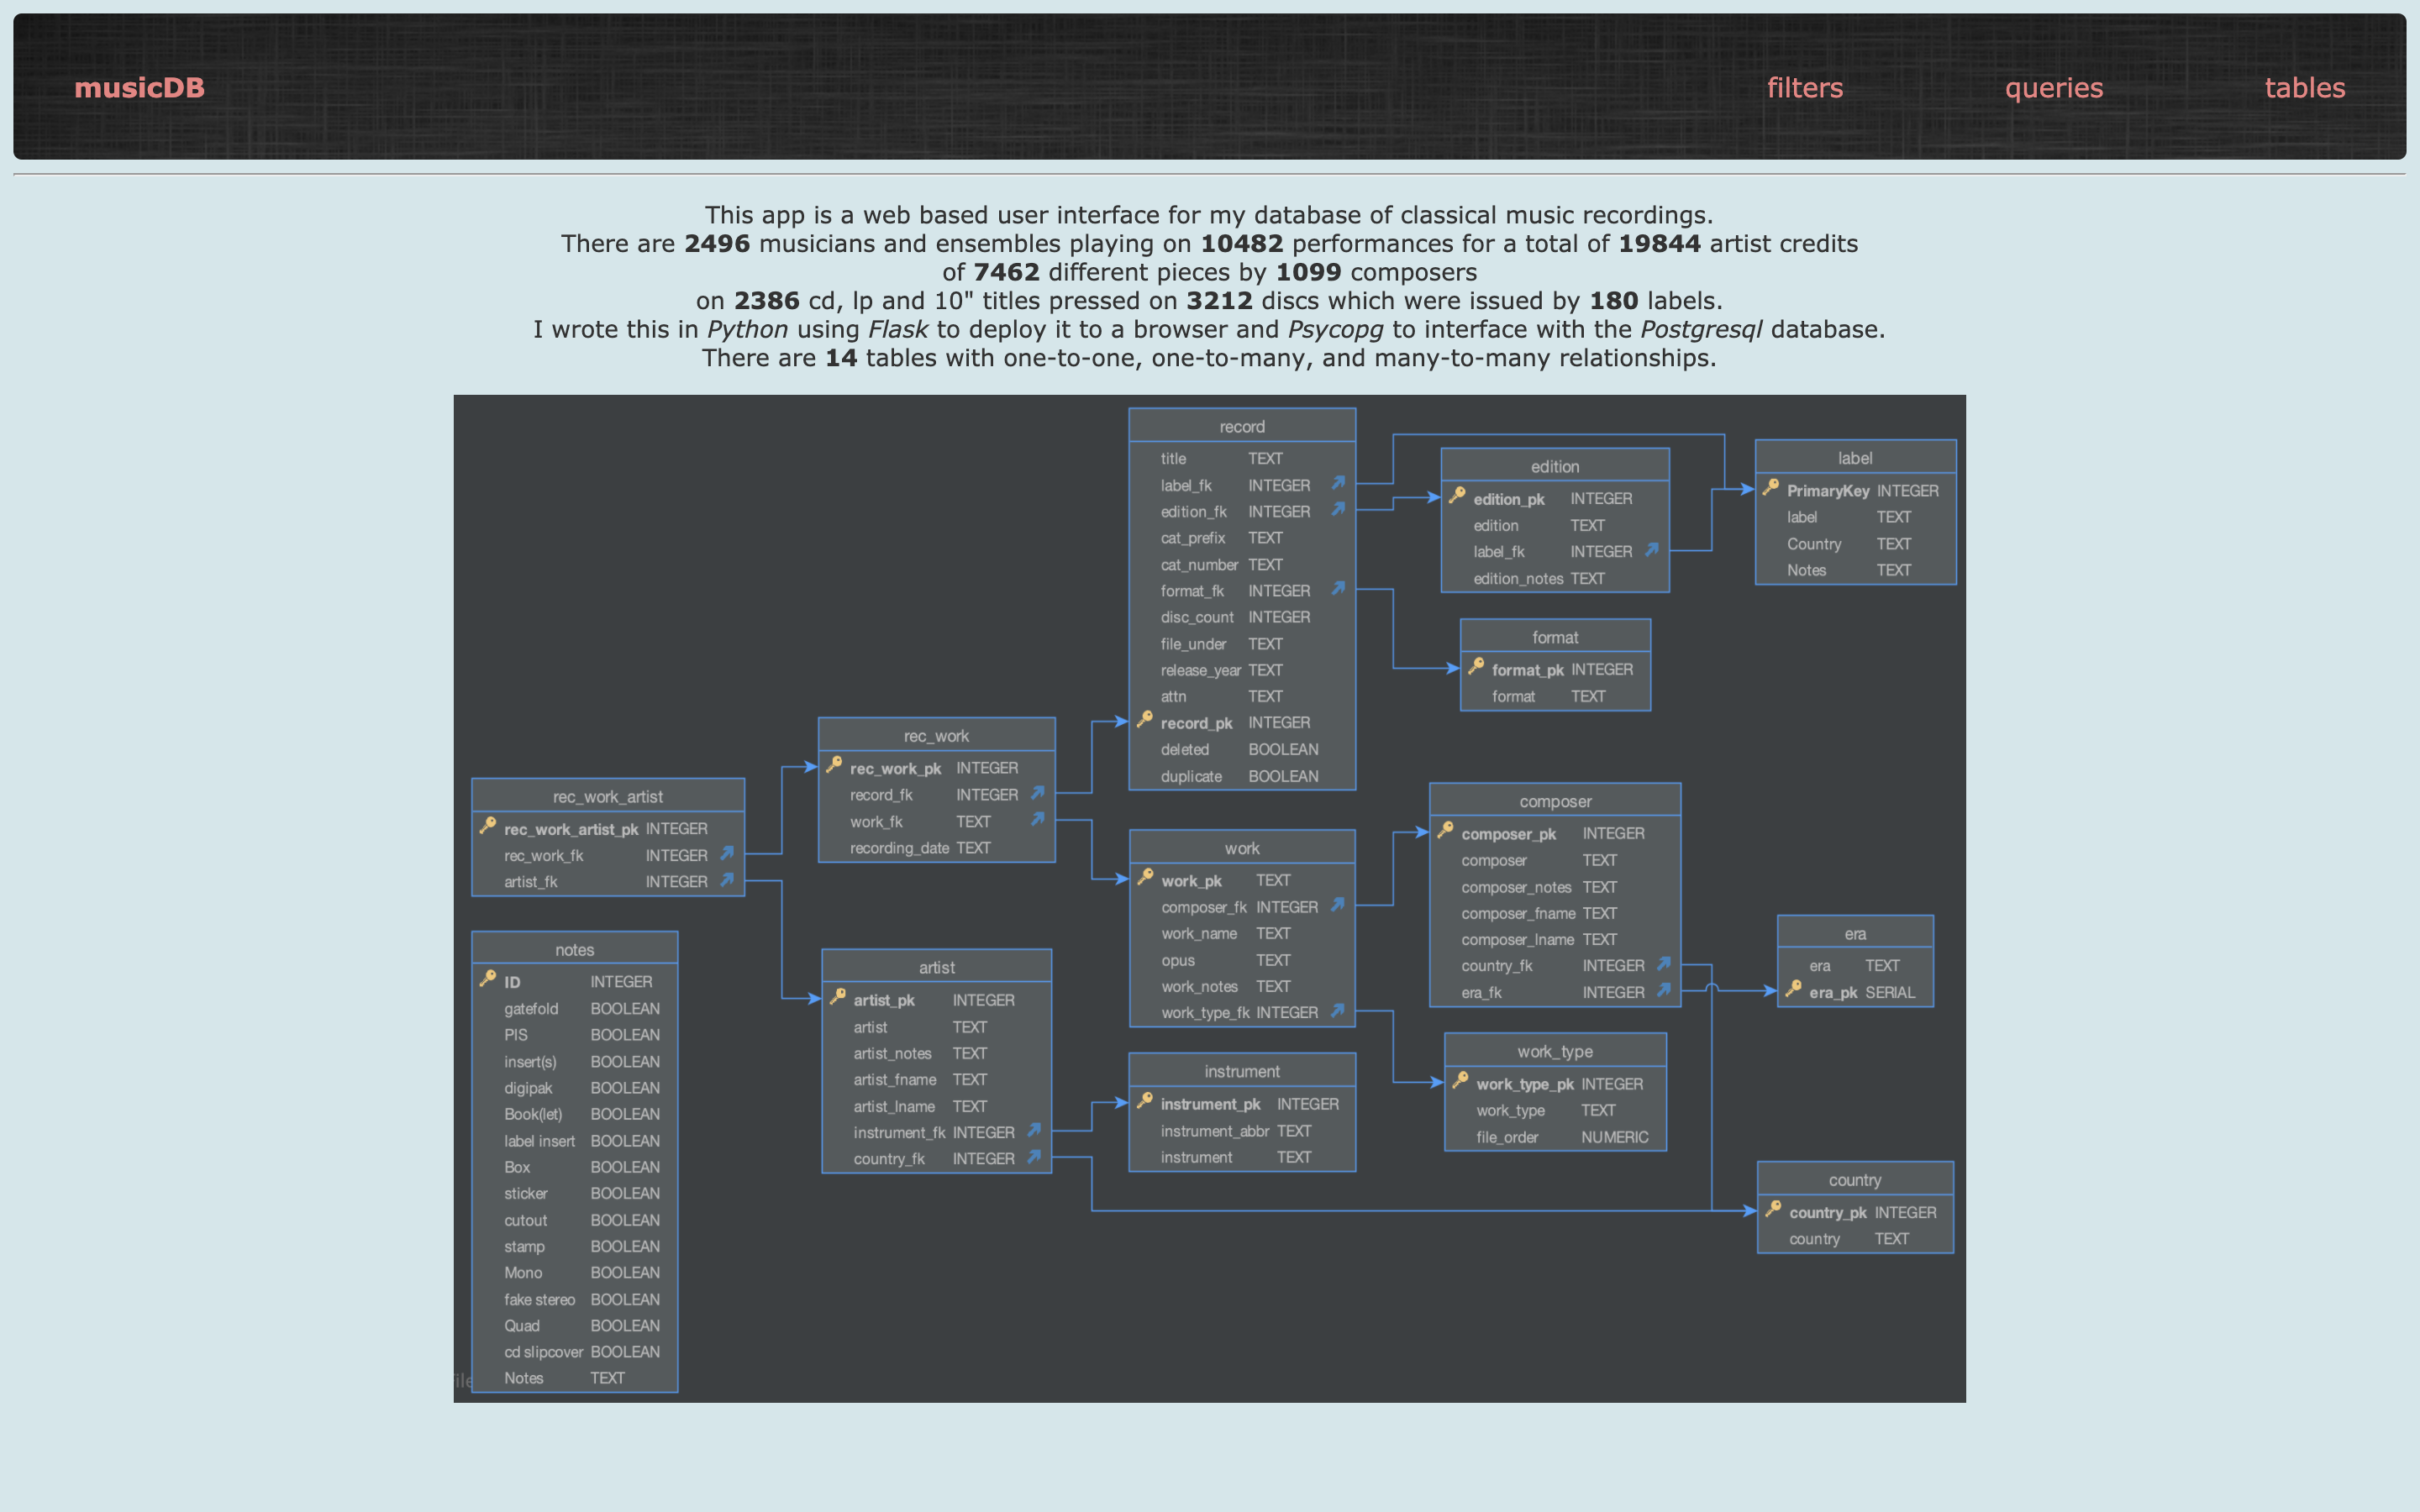 musicDB
filters
queries
tables
This app is a web based user interface for my database of classical music recordings.
There are 2496 musicians and ensembles playing on 10482 performances for a total of 19844 artist credits
of 7462 different pieces by 1099 composers
on 2386 cd, lp and 10" titles pressed on 3212 discs which were issued by 180 labels.
I wrote this in Python using Flask to deploy it to a browser and Psycopg to interface with the Postgresql database.
There are 14 tables with one-to-one, one-to-many, and many-to-many relationships.
record
title TEXT
label_fk INTEGER
edition_fk INTEGER
cat_prefix TEXT
cat_number TEXT
format_fk INTEGER
disc_count INTEGER
file_under TEXT
release_year TEXT
attn TEXT
record_pk INTEGER
deleted BOOLEAN
duplicate BOOLEAN
edition
edition_pk INTEGER
edition TEXT
label_fk INTEGER
edition_notes TEXT
label
PrimaryKey INTEGER
label TEXT
Country TEXT
Notes TEXT
format
format_pk INTEGER
format TEXT
rec_work
rec_work_pk INTEGER
record_fk INTEGER
work_fk TEXT
recording_date TEXT
rec_work_artist
rec_work_artist_pk INTEGER
rec_work_fk INTEGER
artist_fk INTEGER
work
work_pk TEXT
composer_fk INTEGER
work_name TEXT
opus TEXT
work_notes TEXT
work_type_fk INTEGER
composer
composer_pk INTEGER
composer TEXT
composer_notes TEXT
composer_fname TEXT
composer_lname TEXT
country_fk INTEGER
era_fk INTEGER
era
era TEXT
era_pk SERIAL
notes
ID INTEGER
gatefold BOOLEAN
PIS BOOLEAN
insert(s) BOOLEAN
digipak BOOLEAN
Book(let) BOOLEAN
label insert BOOLEAN
Box BOOLEAN
sticker BOOLEAN
cutout BOOLEAN
stamp BOOLEAN
Mono BOOLEAN
fake stereo BOOLEAN
Quad BOOLEAN
cd slipcover BOOLEAN
Notes TEXT
artist
artist_pk INTEGER
artist TEXT
artist_notes TEXT
artist_fname TEXT
artist_lname TEXT
instrument_fk INTEGER
country_fk INTEGER
instrument
instrument_pk INTEGER
instrument_abbr TEXT
instrument TEXT
work_type
work_type_pk INTEGER
work_type TEXT
file_order NUMERIC
country
country_pk INTEGER
country TEXT